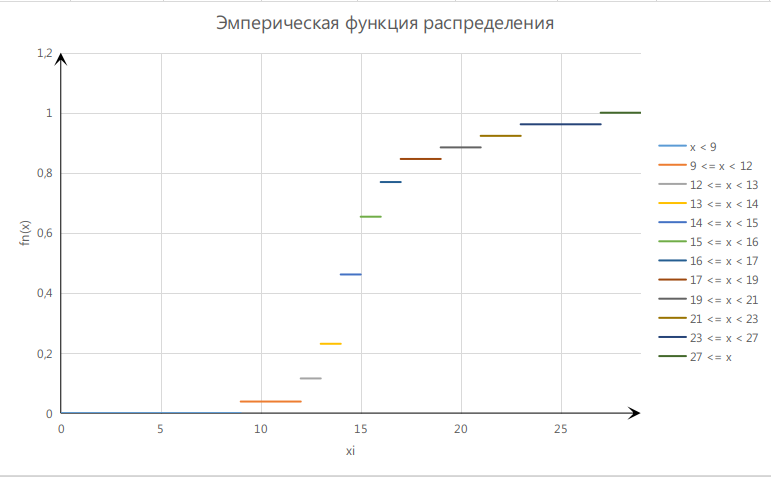 Эмперическая функция распределения
1,2
1
0,8
0,6
0,4
0,2
0
fn(x)
0 5 10 15 20 25
xi
x < 9
9 <= x < 12
12 <= x < 13
13 <= x < 14
14 <= x < 15
15 <= x < 16
16 <= x < 17
17 <= x < 19
19 <= x < 21
21 <= x < 23
23 <= x < 27
27 <= x